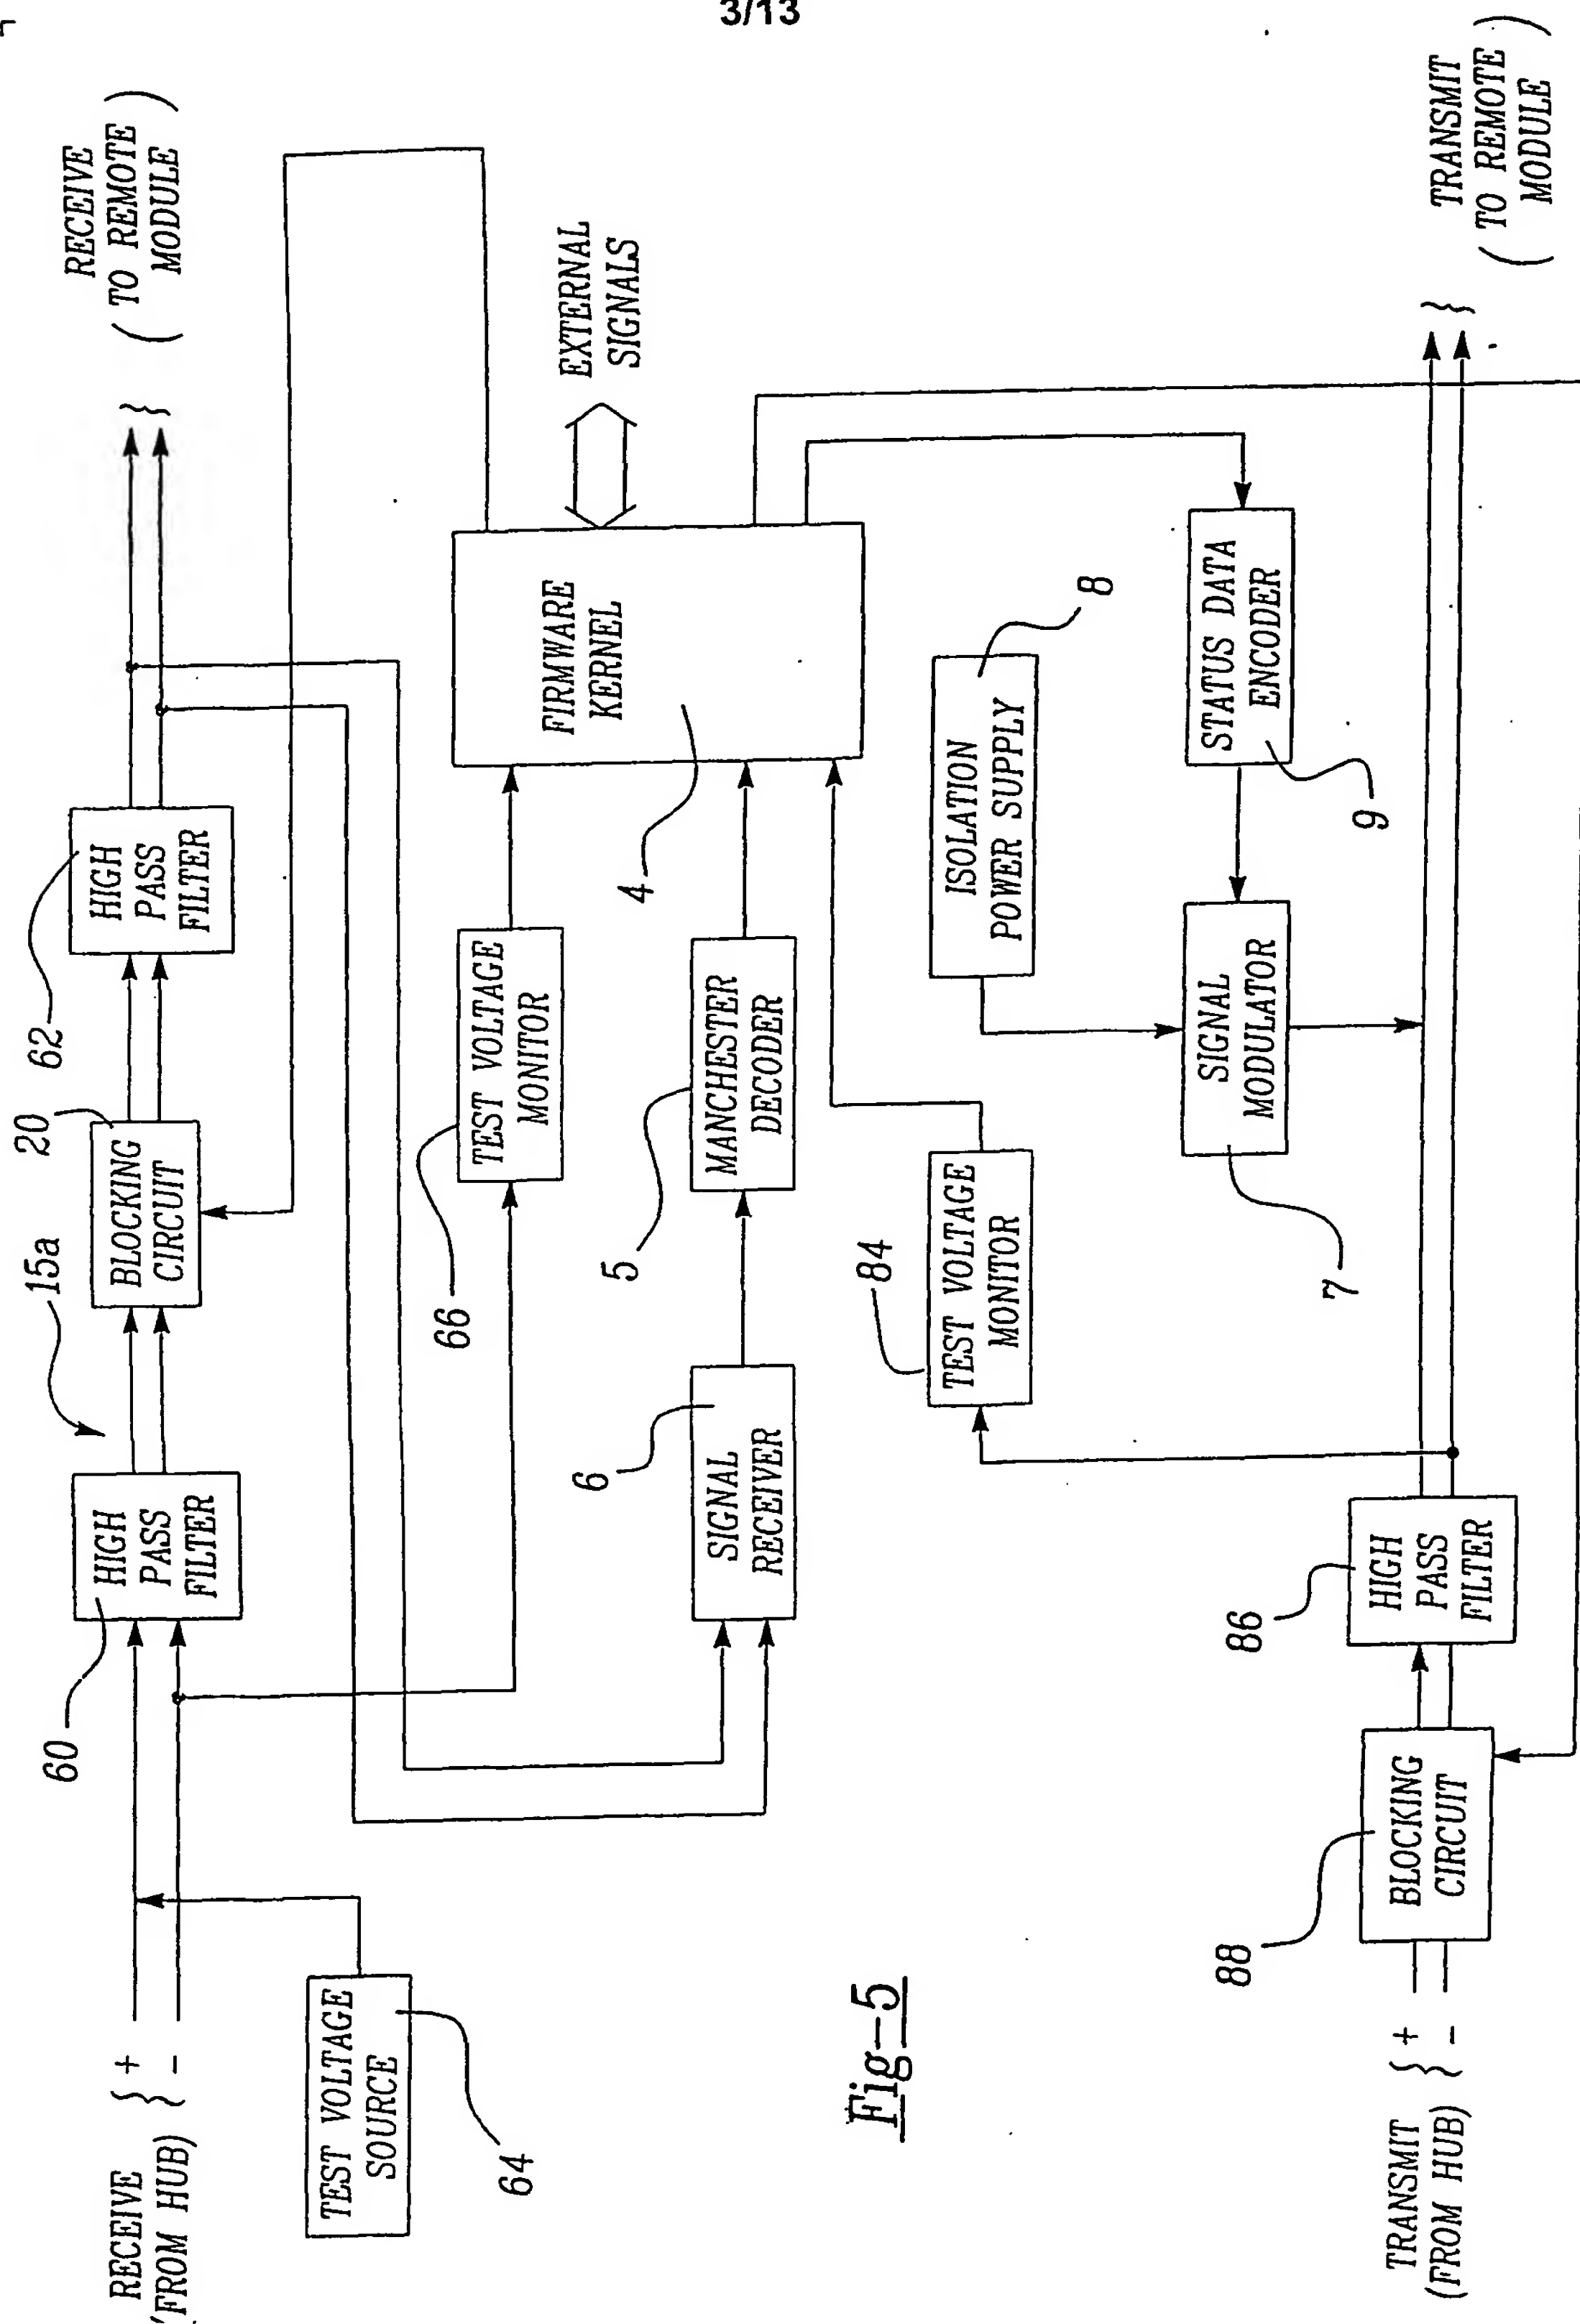 3/13
RECEIVE
(FROM HUB)
+
-
TEST VOLTAGE
SOURCE
64
60
HIGH
PASS
FILTER
15a
BLOCKING
CIRCUIT
20
62
HIGH
PASS
FILTER
RECEIVE
( TO REMOTE )
MODULE
66
TEST VOLTAGE
MONITOR
FIRMWARE
KERNEL
4
EXTERNAL
SIGNALS
6
SIGNAL
RECEIVER
5
MANCHESTER
DECODER
84
TEST VOLTAGE
MONITOR
ISOLATION
POWER SUPPLY
8
SIGNAL
MODULATOR
7
STATUS DATA
ENCODER
9
TRANSMIT
(FROM HUB)
+
-
88
BLOCKING
CIRCUIT
86
HIGH
PASS
FILTER
TRANSMIT
( TO REMOTE )
MODULE
Fig-5